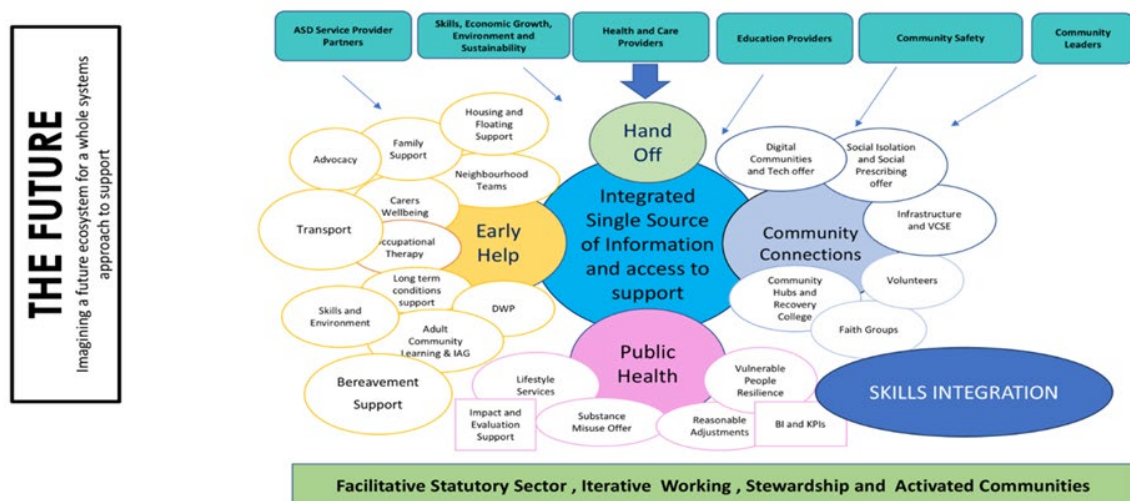 THE FUTURE
Imagining a future ecosystem for a whole systems
approach to support
ASD Service Provider
Partners
Skills, Economic Growth,
Environment and
Sustainability
Health and Care
Providers
Education Providers
Community Safety
Community
Leaders
Hand
Off
Integrated
Single Source
of Information
and access to
support
Early
Help
Community
Connections
Public
Health
Housing and
Floating
Support
Family
Support
Advocacy
Neighbourhood
Teams
Carers
Wellbeing
Transport
Occupational
Therapy
Long term
conditions
support
DWP
Skills and
Environment
Adult
Community
Learning & IAG
Bereavement
Support
Digital
Communities
and Tech offer
Social Isolation
and Social
Prescribing
offer
Infrastructure
and VCSE
Volunteers
Community
Hubs and
Recovery
College
Faith Groups
Lifestyle
Services
Vulnerable
People
Resilience
Impact and
Evaluation
Support
Substance
Misuse Offer
Reasonable
Adjustments
BI and KPIs
SKILLS INTEGRATION
Facilitative Statutory Sector , Iterative Working , Stewardship and Activated Communities